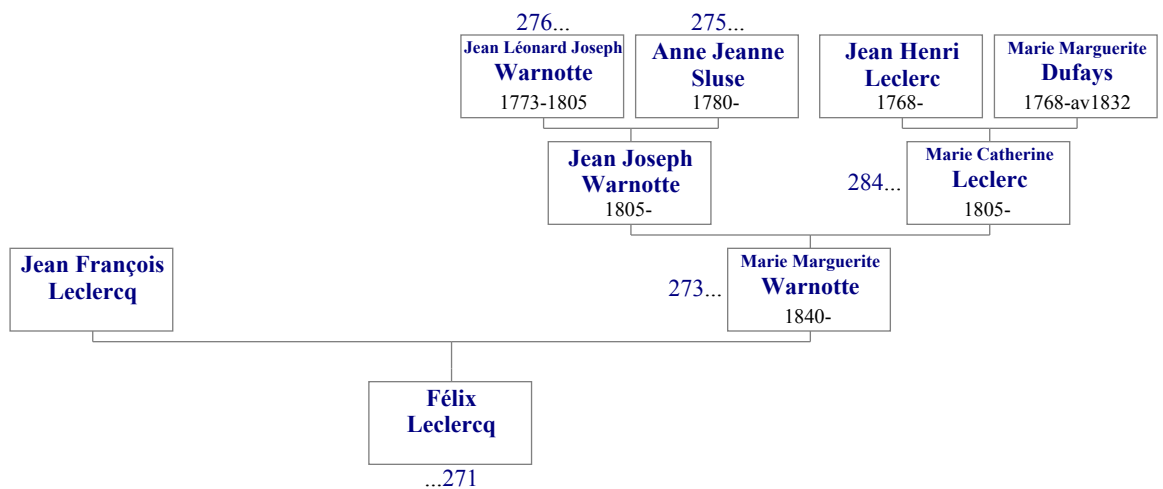 276...
275...
Jean Léonard Joseph
Warnotte
1773-1805
Anne Jeanne
Sluse
1780-
Jean Henri
Leclerc
1768-
Marie Marguerite
Dufays
1768-av1832
Jean Joseph
Warnotte
1805-
284...
Marie Catherine
Leclerc
1805-
Jean François
Leclercq
273...
Marie Marguerite
Warnotte
1840-
Félix
Leclercq
...271